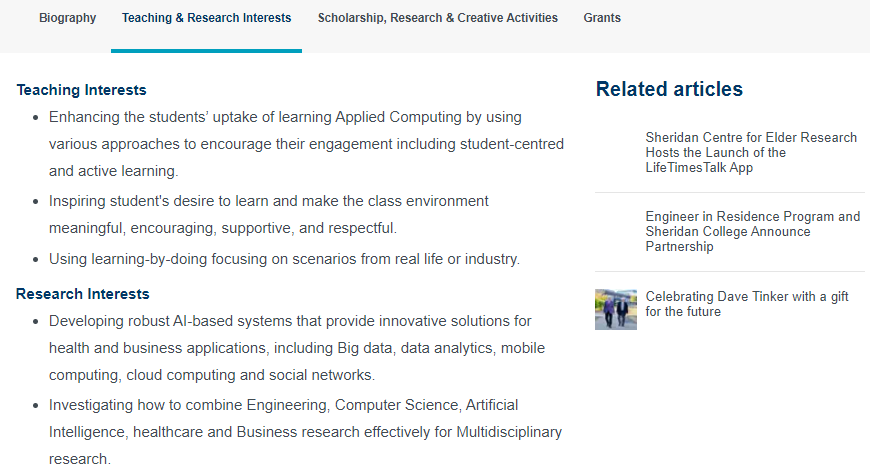 Biography
Teaching & Research Interests
Scholarship, Research & Creative Activities
Grants
Teaching Interests
Enhancing the students’ uptake of learning Applied Computing by using
various approaches to encourage their engagement including student-centred
and active learning.
Inspiring student's desire to learn and make the class environment
meaningful, encouraging, supportive, and respectful.
Using learning-by-doing focusing on scenarios from real life or industry.
Research Interests
Developing robust AI-based systems that provide innovative solutions for
health and business applications, including Big data, data analytics, mobile
computing, cloud computing and social networks.
Investigating how to combine Engineering, Computer Science, Artificial
Intelligence, healthcare and Business research effectively for Multidisciplinary
research.
Related articles
Sheridan Centre for Elder Research
Hosts the Launch of the
LifeTimesTalk App
Engineer in Residence Program and
Sheridan College Announce
Partnership
Celebrating Dave Tinker with a gift
for the future